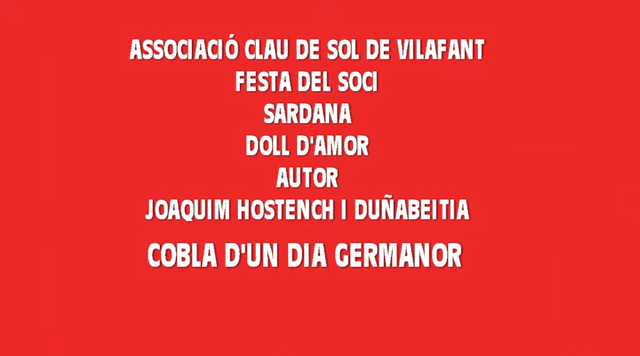 ASSOCIACIÓ CLAU DE SOL DE VILAFANT
FESTA DEL SOCI
SARDANA
DOLL D'AMOR
AUTOR
JOAQUIM HOSTENCH I DUÑABEITIA
COBLA D'UN DIA GERMANOR